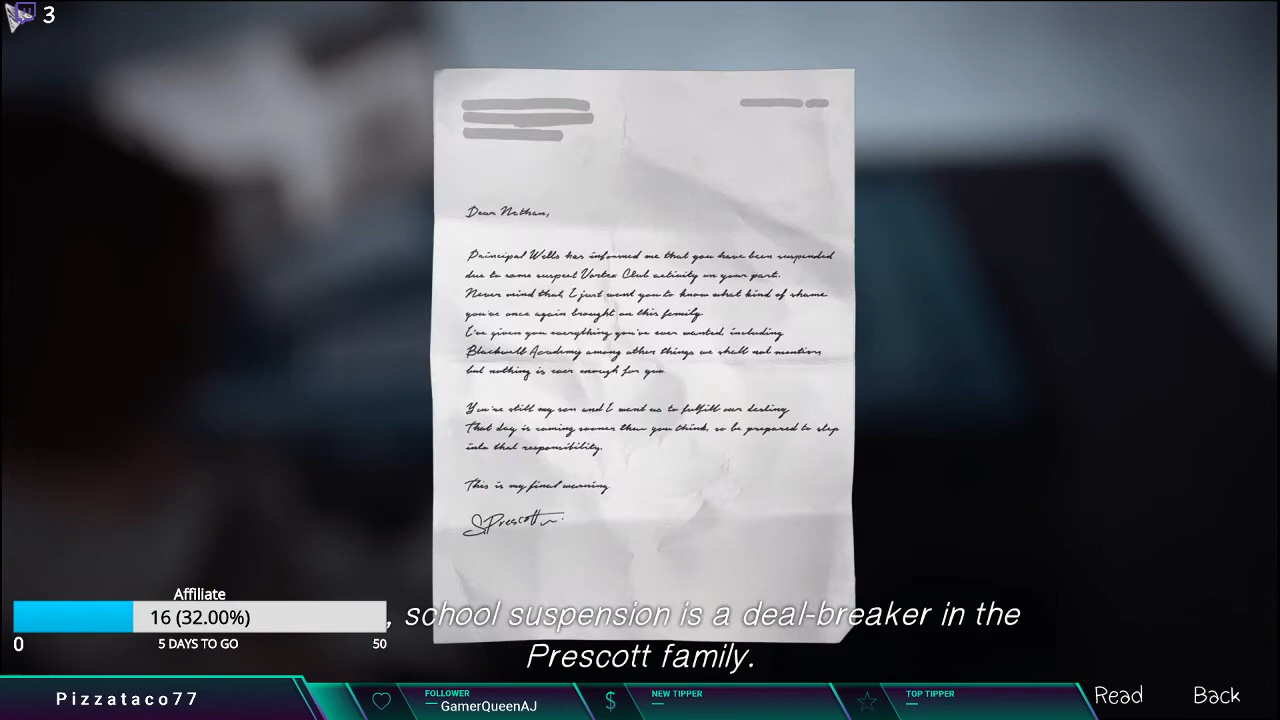 3
Dear Nathan,
Principal Wells has informed me that you have been suspended
due to some suspect Vortex Club activity on your part.
Never mind that, I just want you to know what kind of shame
you've once again brought on this family.
I've given you everything you've ever wanted, including
Blackwell Academy among other things we shall not mention,
but nothing is ever enough for you.
You're still my son and I want us to fulfill our destiny.
That day is coming sooner than you think, so be prepared to step
into that responsibility.
This is my final warning
SPrescott
Affiliate
16 (32.00%)
0
5 DAYS TO GO
50
, school suspension is a deal-breaker in the
Prescott family.
Pizzataco77
FOLLOWER
GamerQueenAJ
$
NEW TIPPER
TOP TIPPER
Read
Back